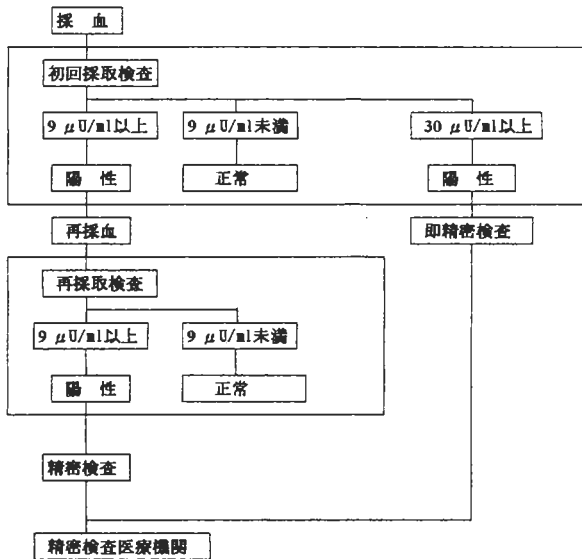 採 血
初回採取検査
9 μU/ml以上
9 μU/ml未満
30 μU/ml以上
陽 性
正常
陽 性
再採血
即精密検査
再採取検査
9 μU/ml以上
9 μU/ml未満
陽 性
正常
精密検査
精密検査医療機関